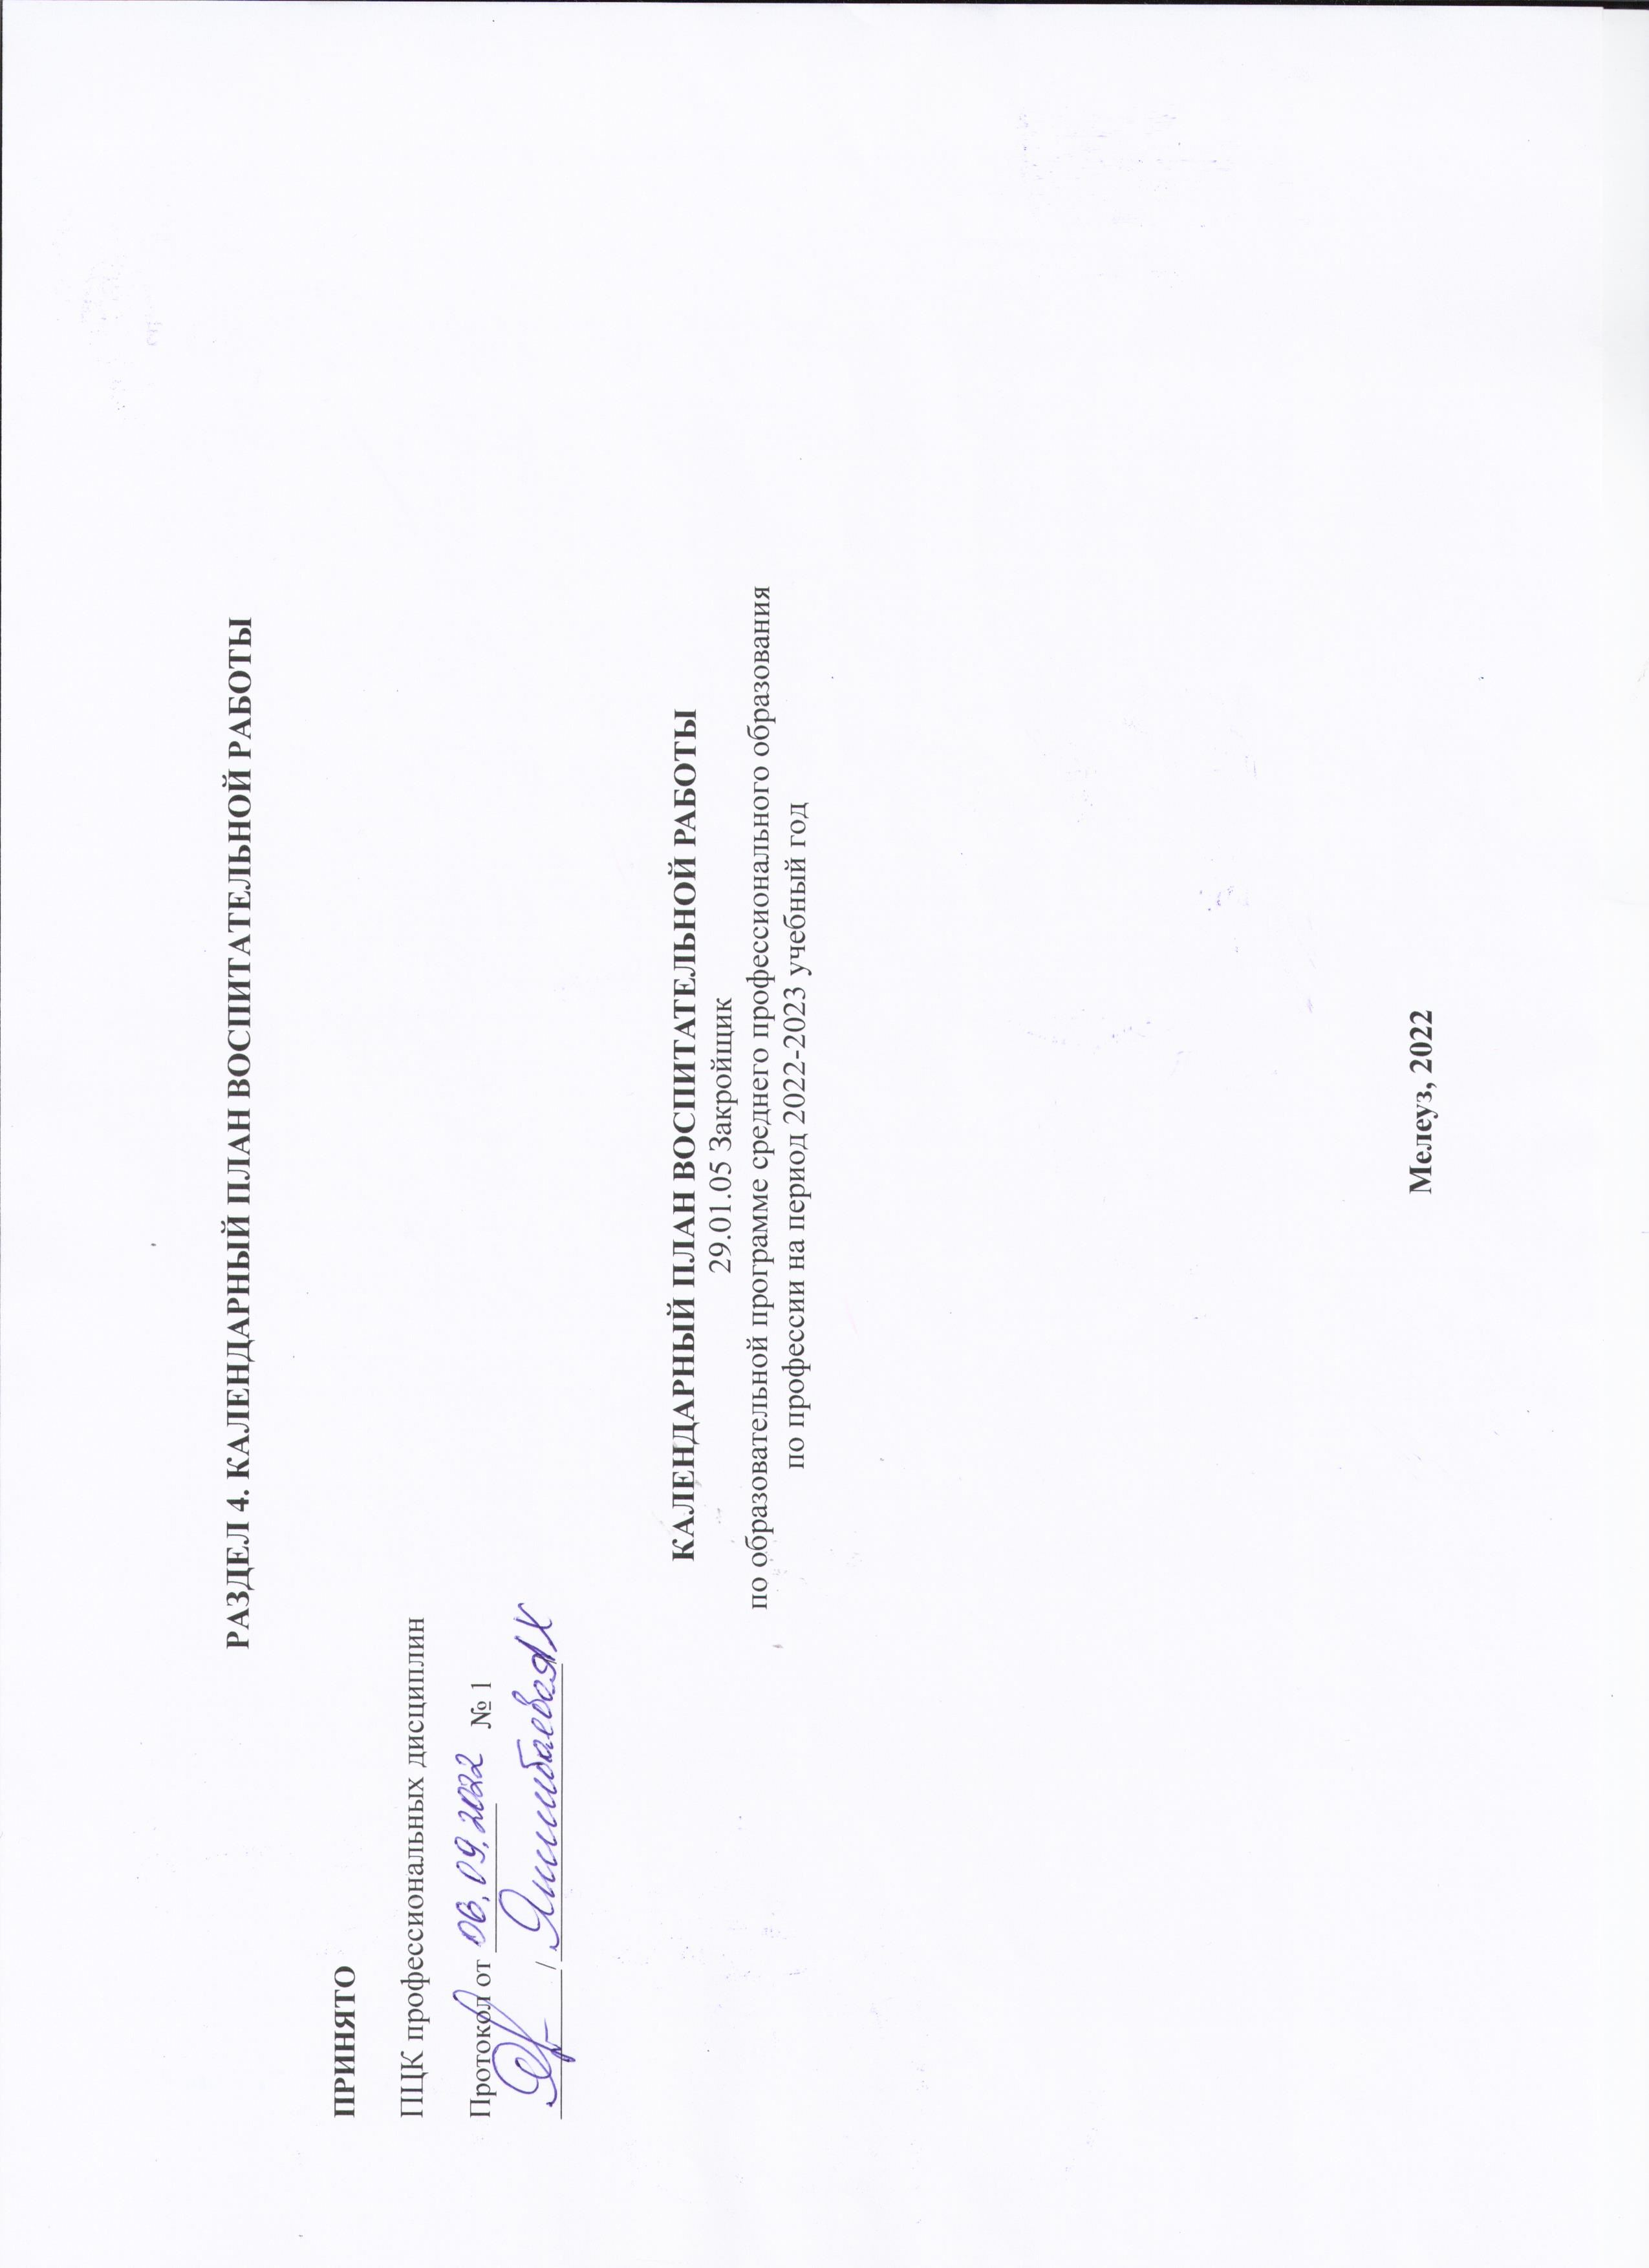 РАЗДЕЛ 4. КАЛЕНДАРНЫЙ ПЛАН ВОСПИТАТЕЛЬНОЙ РАБОТЫ
ПРИНЯТО
ПЦК профессиональных дисциплин
Протокол от 06.09.2022 № 1
/ Яшимбаева
КАЛЕНДАРНЫЙ ПЛАН ВОСПИТАТЕЛЬНОЙ РАБОТЫ
29.01.05 Закройщик
по образовательной программе среднего профессионального образования
по профессии на период 2022-2023 учебный год
Мелеуз, 2022